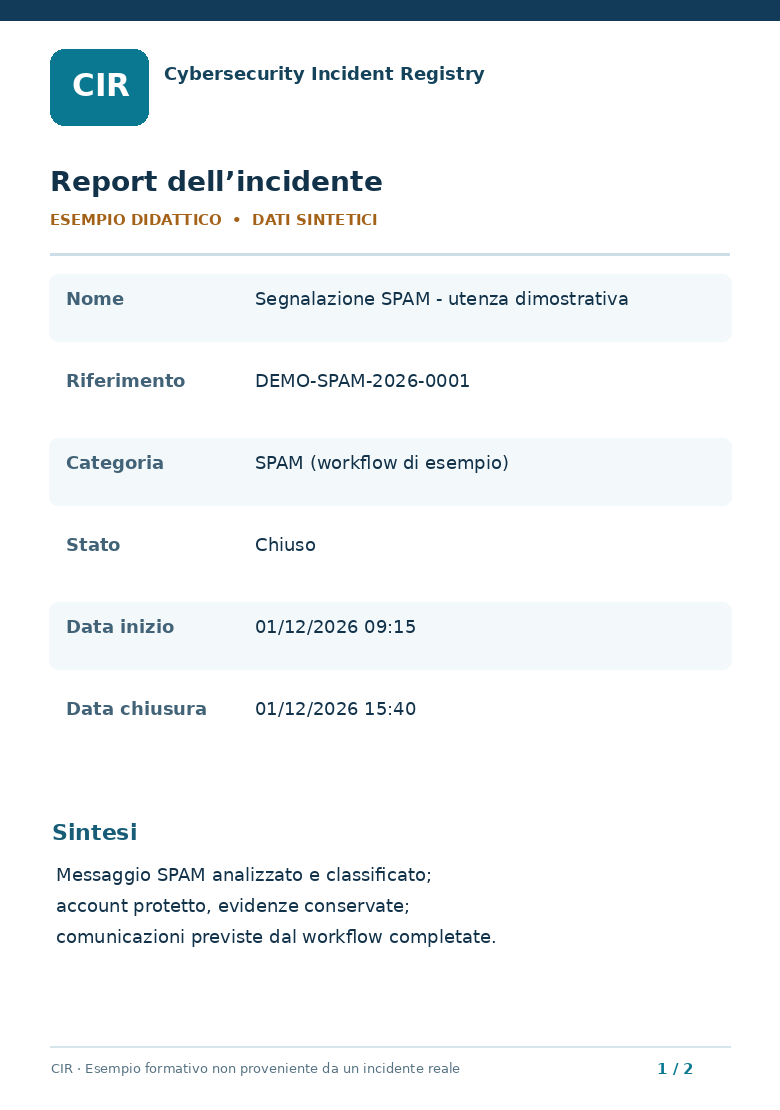 CIR
Cybersecurity Incident Registry
Report dell’incidente
ESEMPIO DIDATTICO • DATI SINTETICI
Nome Segnalazione SPAM - utenza dimostrativa
Riferimento DEMO-SPAM-2026-0001
Categoria SPAM (workflow di esempio)
Stato Chiuso
Data inizio 01/12/2026 09:15
Data chiusura 01/12/2026 15:40
Sintesi
Messaggio SPAM analizzato e classificato;
account protetto, evidenze conservate;
comunicazioni previste dal workflow completate.
CIR · Esempio formativo non proveniente da un incidente reale 1 / 2